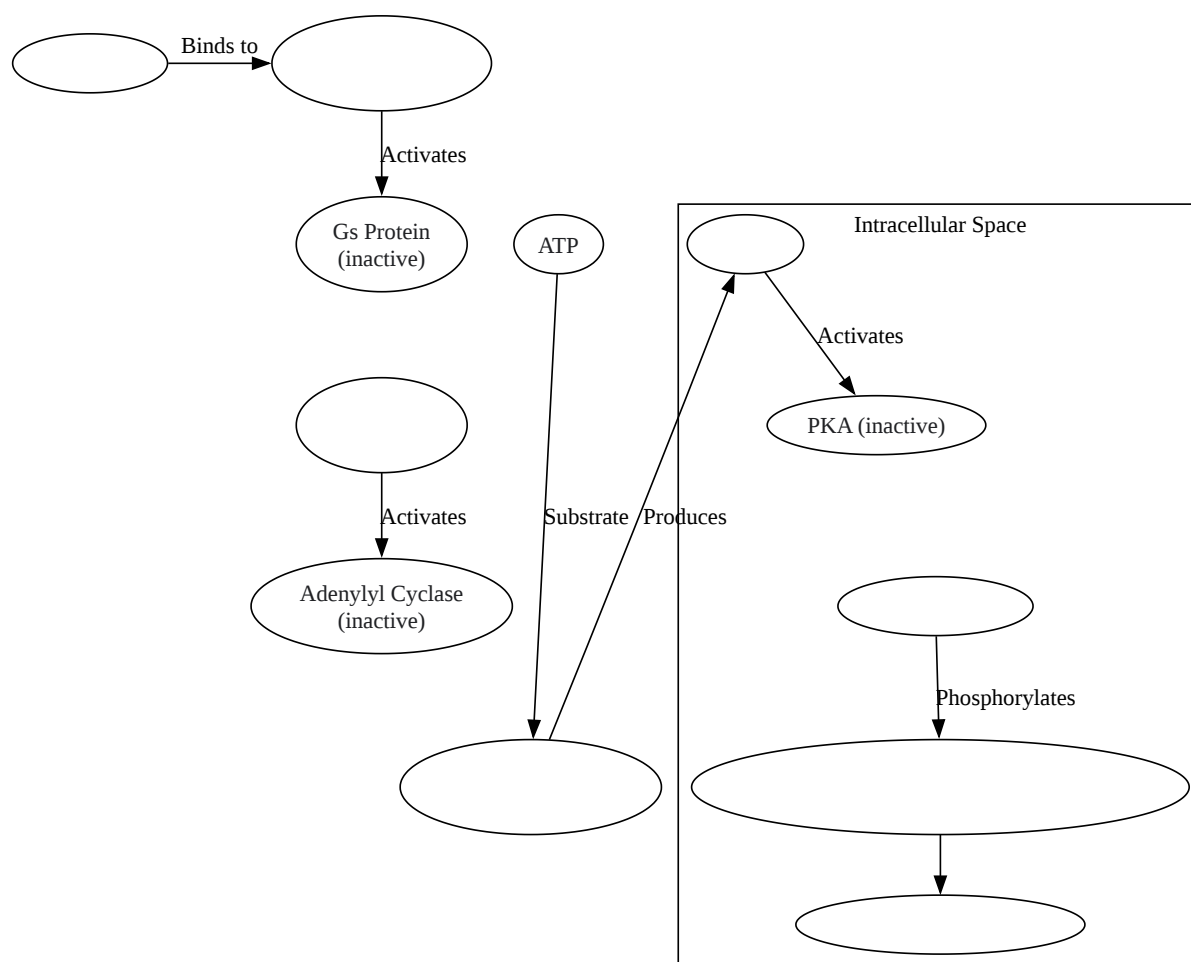 Binds to
Activates
Gs Protein
(inactive)
ATP
Intracellular Space
Activates
PKA (inactive)
Activates
Substrate
Produces
Adenylyl Cyclase
(inactive)
Phosphorylates